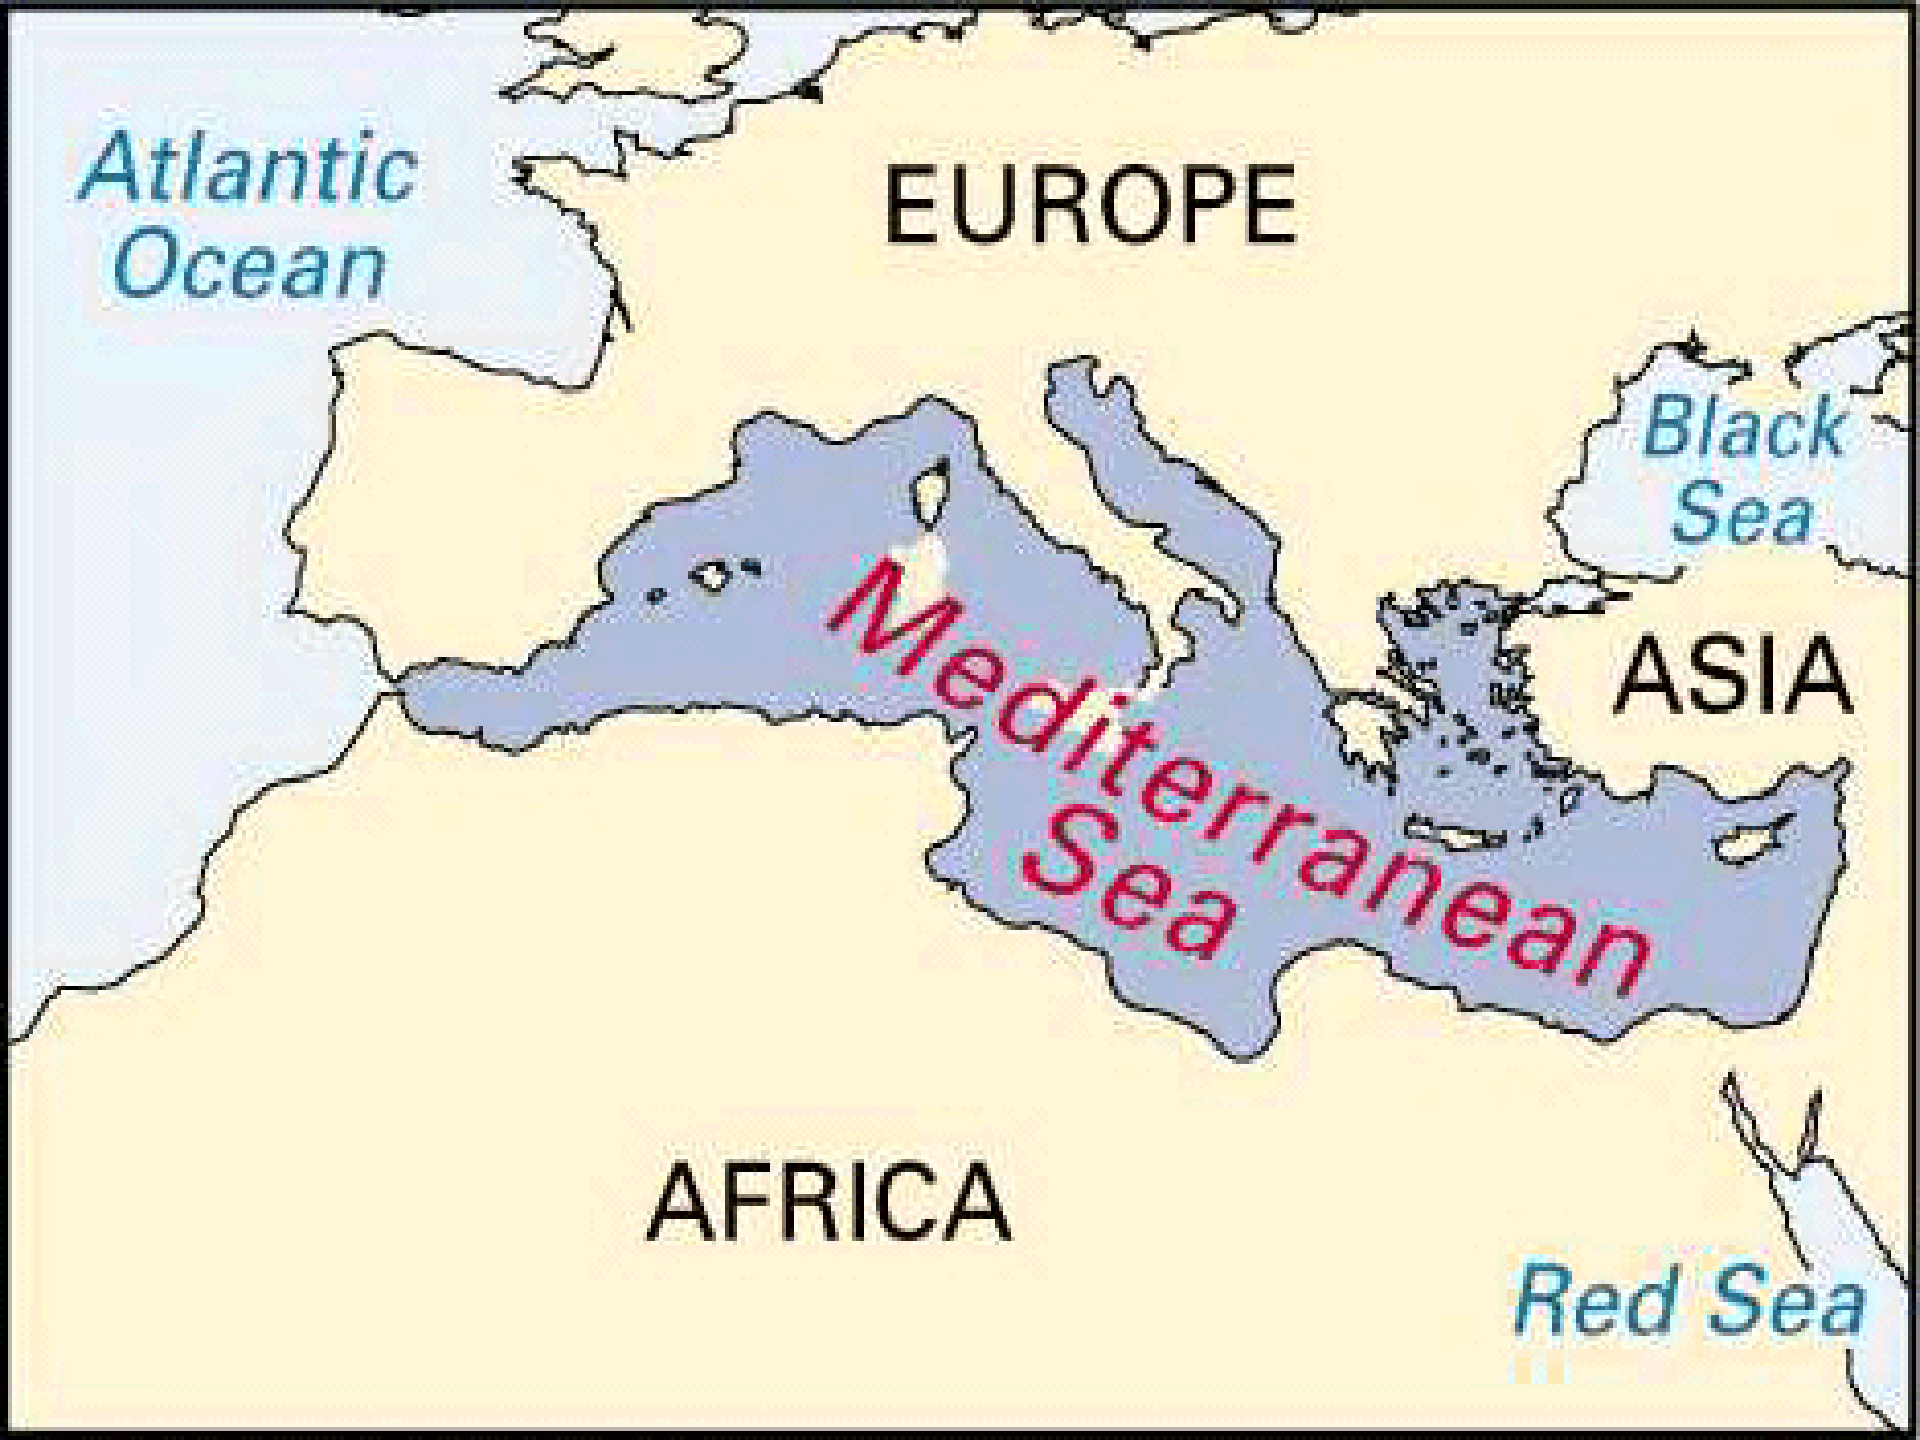 Atlantic
Ocean
EUROPE
Black
Sea
ASIA
Mediterranean
Sea
AFRICA
Red Sea